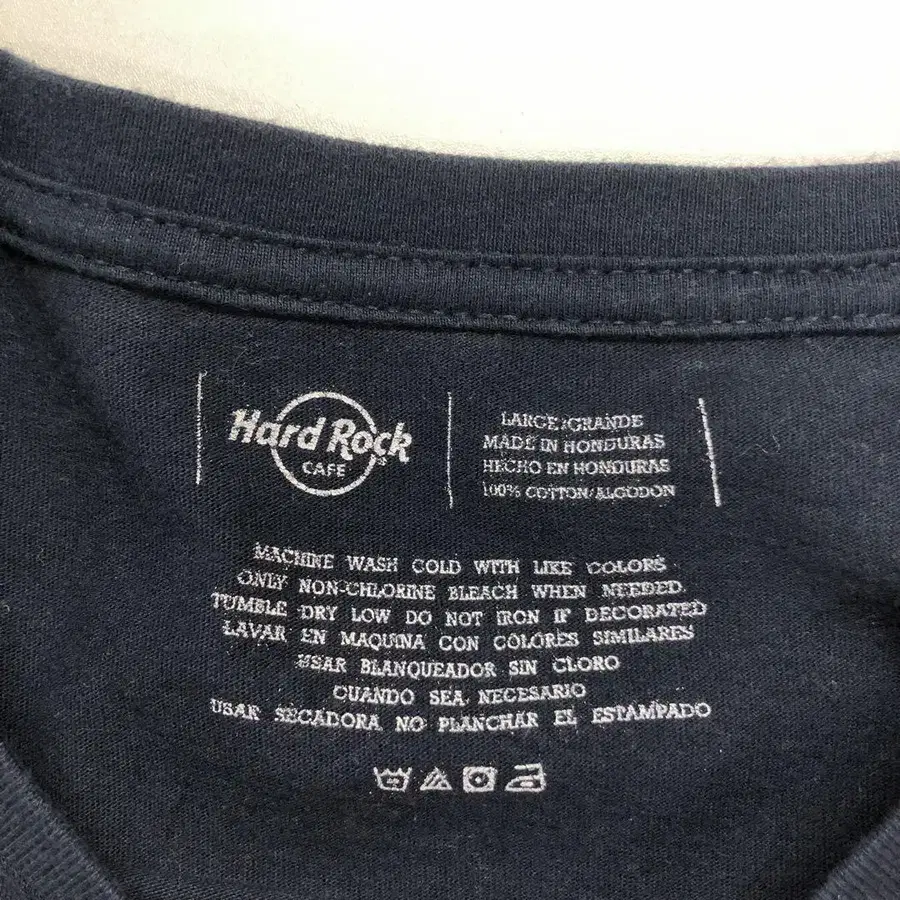 Hard Rock
CAFE
LARGE/GRANDE
MADE IN HONDURAS
HECHO EN HONDURAS
100% COTTON/ALGODON
MACHINE WASH COLD WITH LIKE COLORS
ONLY NON-CHLORINE BLEACH WHEN NEEDED.
TUMBLE DRY LOW DO NOT IRON IF DECORATED
LAVAR EN MAQUINA CON COLORES SIMILARES
USAR BLANQUEADOR SIN CLORO
CUANDO SEA NECESARIO
USAR SECADORA NO PLANCHAR EL ESTAMPADO